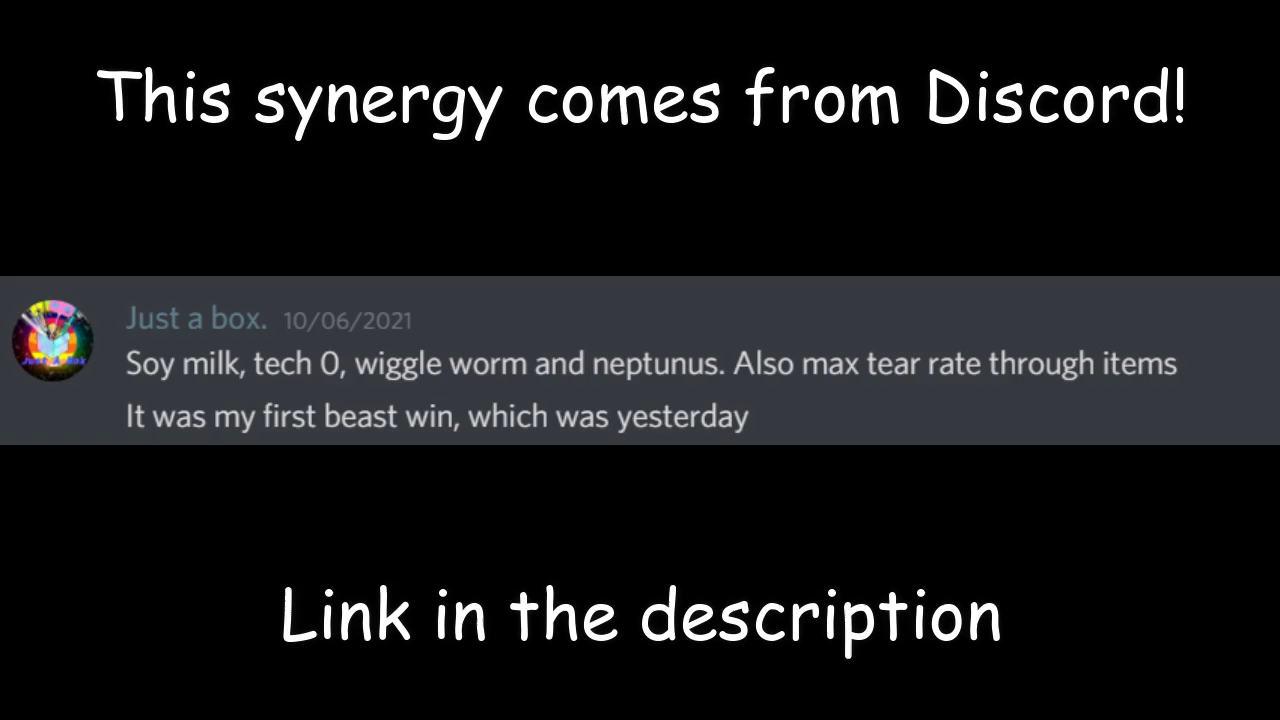 This synergy comes from Discord!
Just a box. 10/06/2021
Soy milk, tech 0, wiggle worm and neptunus. Also max tear rate through items
It was my first beast win, which was yesterday
Link in the description